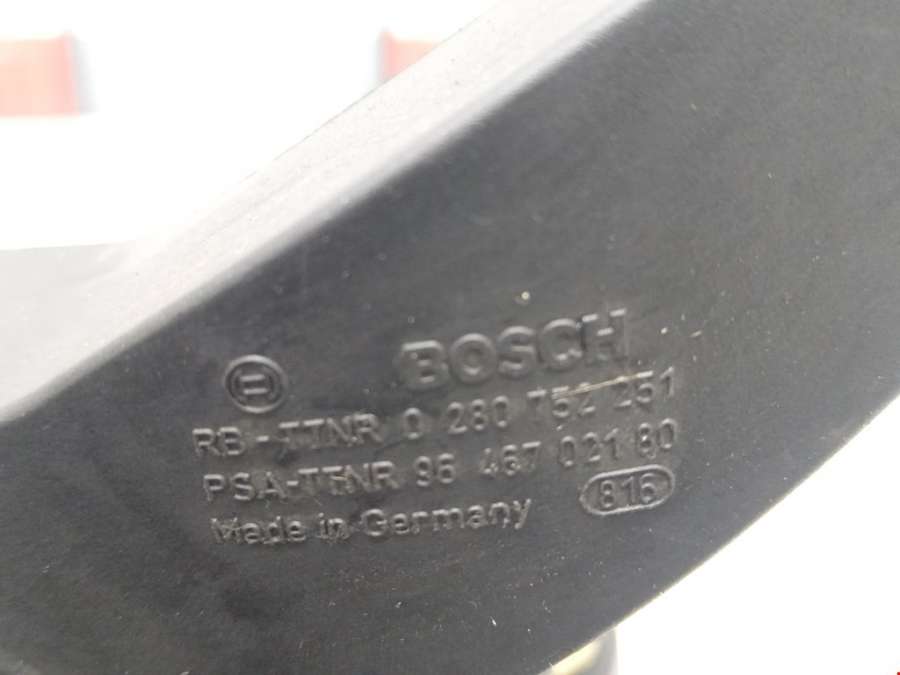 BOSCH
RB-TTNR 0 280 752 251
PSA-TTNR 96 467 021 80
816
Made in Germany